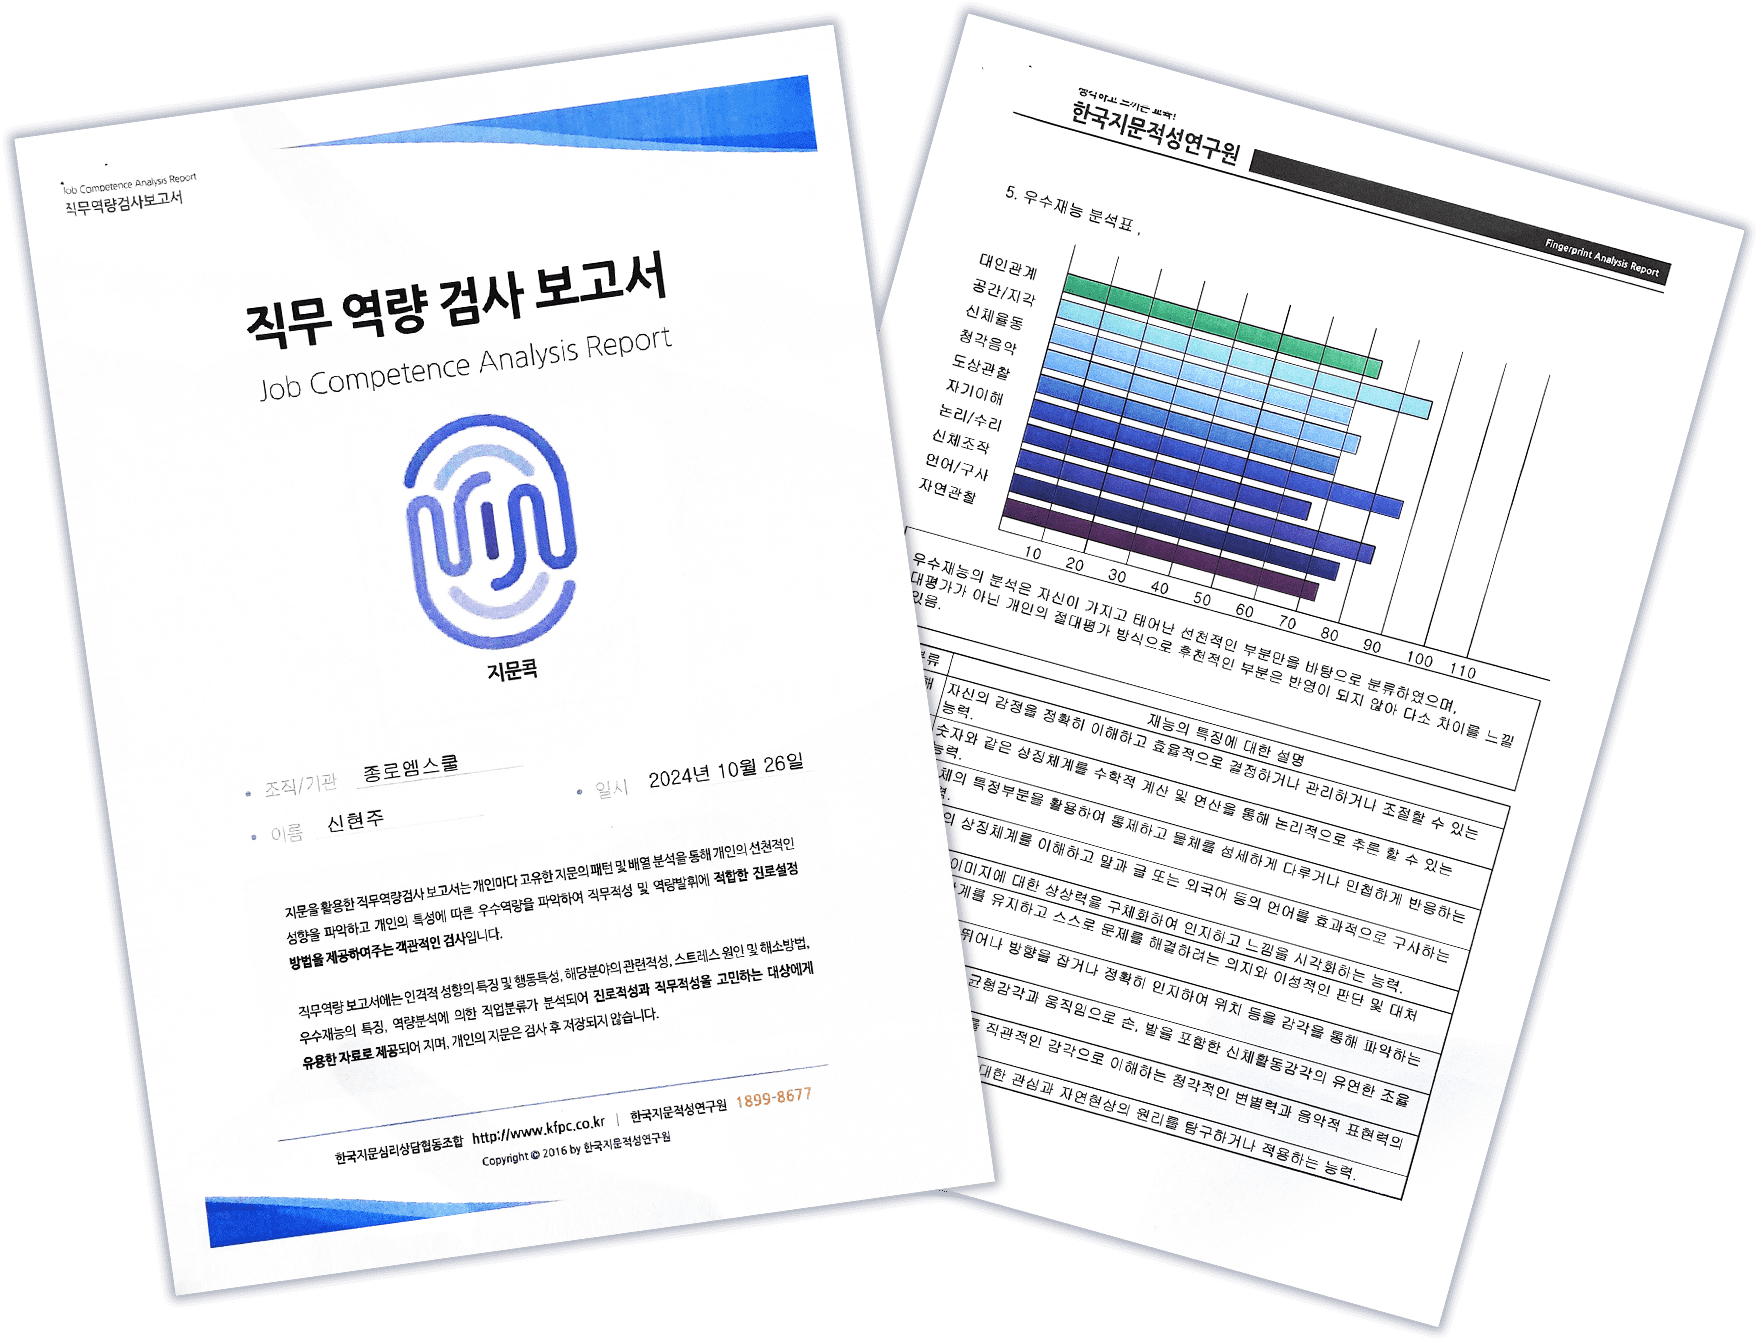 Job Competence Analysis Report
직무역량검사보고서
직무 역량 검사 보고서
Job Competence Analysis Report
지문콕
• 조직/기관 종로엠스쿨
• 일시 2024년 10월 26일
• 이름 신현주
지문을 활용한 직무역량검사 보고서는 개인마다 고유한 지문의 패턴 및 배열 분석을 통해 개인의 선천적인
성향을 파악하고 개인의 특성에 따른 우수역량을 파악하여 직무적성 및 역량발휘에 적합한 진로설정
방법을 제공하여주는 객관적인 검사입니다.
직무역량 보고서에는 인격적 성향의 특징 및 행동특성, 해당분야의 관련적성, 스트레스 원인 및 해소방법,
우수재능의 특징, 역량분석에 의한 직업분류가 분석되어 진로적성과 직무적성을 고민하는 대상에게
유용한 자료로 제공되어 지며, 개인의 지문은 검사 후 저장되지 않습니다.
한국지문심리상담협동조합 http://www.kfpc.co.kr | 한국지문적성연구원 1899-8677
Copyright © 2016 by 한국지문적성연구원
한국지문적성연구원
Fingerprint Analysis Report
5. 우수재능 분석표 ,
대인관계
공간/지각
신체율동
청각음악
도상관찰
자기이해
논리/수리
신체조작
언어/구사
자연관찰
10 20 30 40 50 60 70 80 90 100 110
우수재능의 분석은 자신이 가지고 태어난 선천적인 부분만을 바탕으로 분류하였으며,
대평가가 아닌 개인의 절대평가 방식으로 후천적인 부분은 반영이 되지 않아 다소 차이를 느낄
있음.
류
재능의 특징에 대한 설명
해
자신의 감정을 정확히 이해하고 효율적으로 결정하거나 관리하거나 조절할 수 있는
능력.
숫자와 같은 상징체계를 수학적 계산 및 연산을 통해 논리적으로 추론 할 수 있는
능력.
체의 특정부분을 활용하여 통제하고 물체를 섬세하게 다루거나 민첩하게 반응하는
의 상징체계를 이해하고 말과 글 또는 외국어 등의 언어를 효과적으로 구사하는
이미지에 대한 상상력을 구체화하여 인지하고 느낌을 시각화하는 능력.
계를 유지하고 스스로 문제를 해결하려는 의지와 이성적인 판단 및 대처
뛰어나 방향을 잡거나 정확히 인지하여 위치 등을 감각을 통해 파악하는
균형감각과 움직임으로 손, 발을 포함한 신체활동감각의 유연한 조율
를 직관적인 감각으로 이해하는 청각적인 변별력과 음악적 표현력의
대한 관심과 자연현상의 원리를 탐구하거나 적용하는 능력.